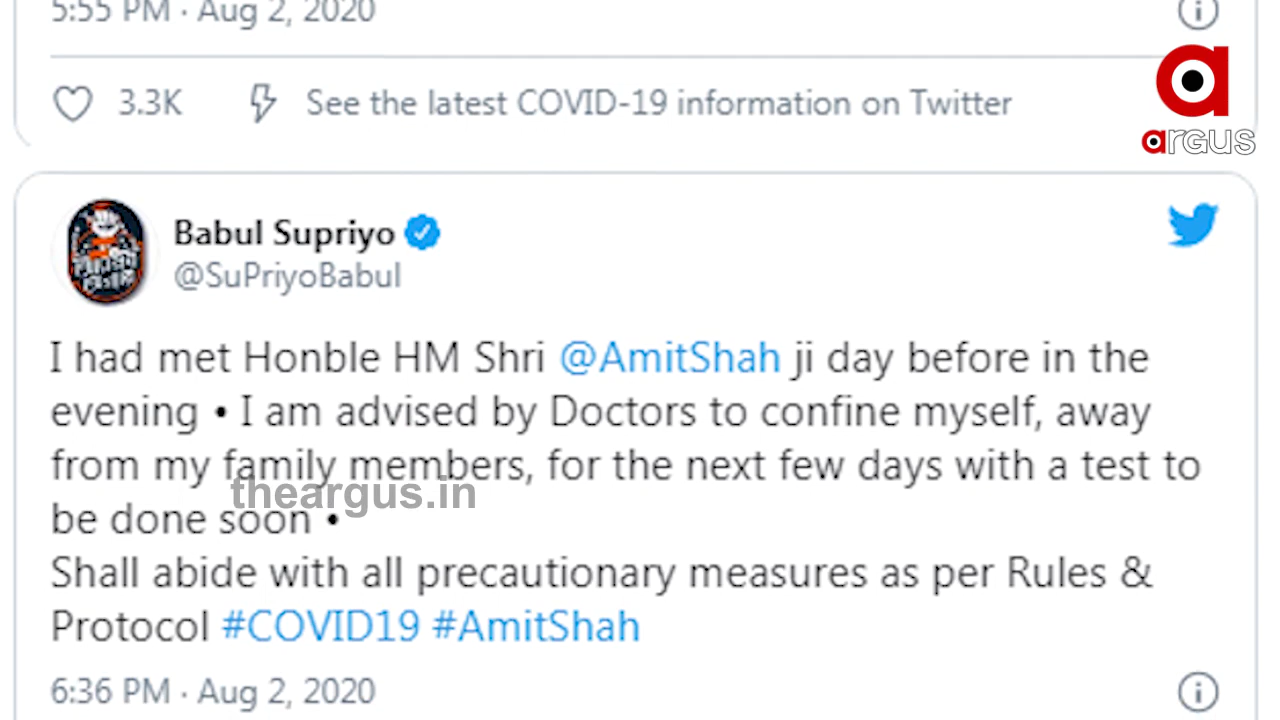 5:55 PM · Aug 2, 2020
3.3K See the latest COVID-19 information on Twitter
argus
Babul Supriyo
@SuPriyoBabul
I had met Honble HM Shri @AmitShah ji day before in the
evening • I am advised by Doctors to confine myself, away
from my family members, for the next few days with a test to
theargus.in
be done soon •
Shall abide with all precautionary measures as per Rules &
Protocol #COVID19 #AmitShah
6:36 PM · Aug 2, 2020